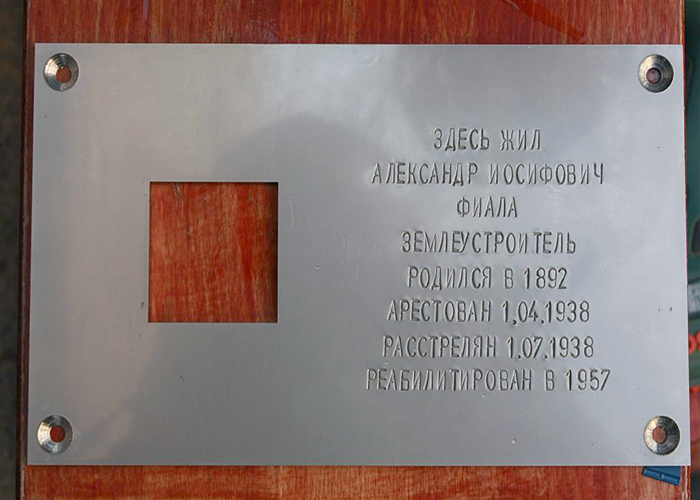 ЗДЕСЬ ЖИЛ
АЛЕКСАНДР ИОСИФОВИЧ
ФИАЛА
ЗЕМЛЕУСТРОИТЕЛЬ
РОДИЛСЯ В 1892
АРЕСТОВАН 1.04.1938
РАССТРЕЛЯН 1.07.1938
РЕАБИЛИТИРОВАН В 1957